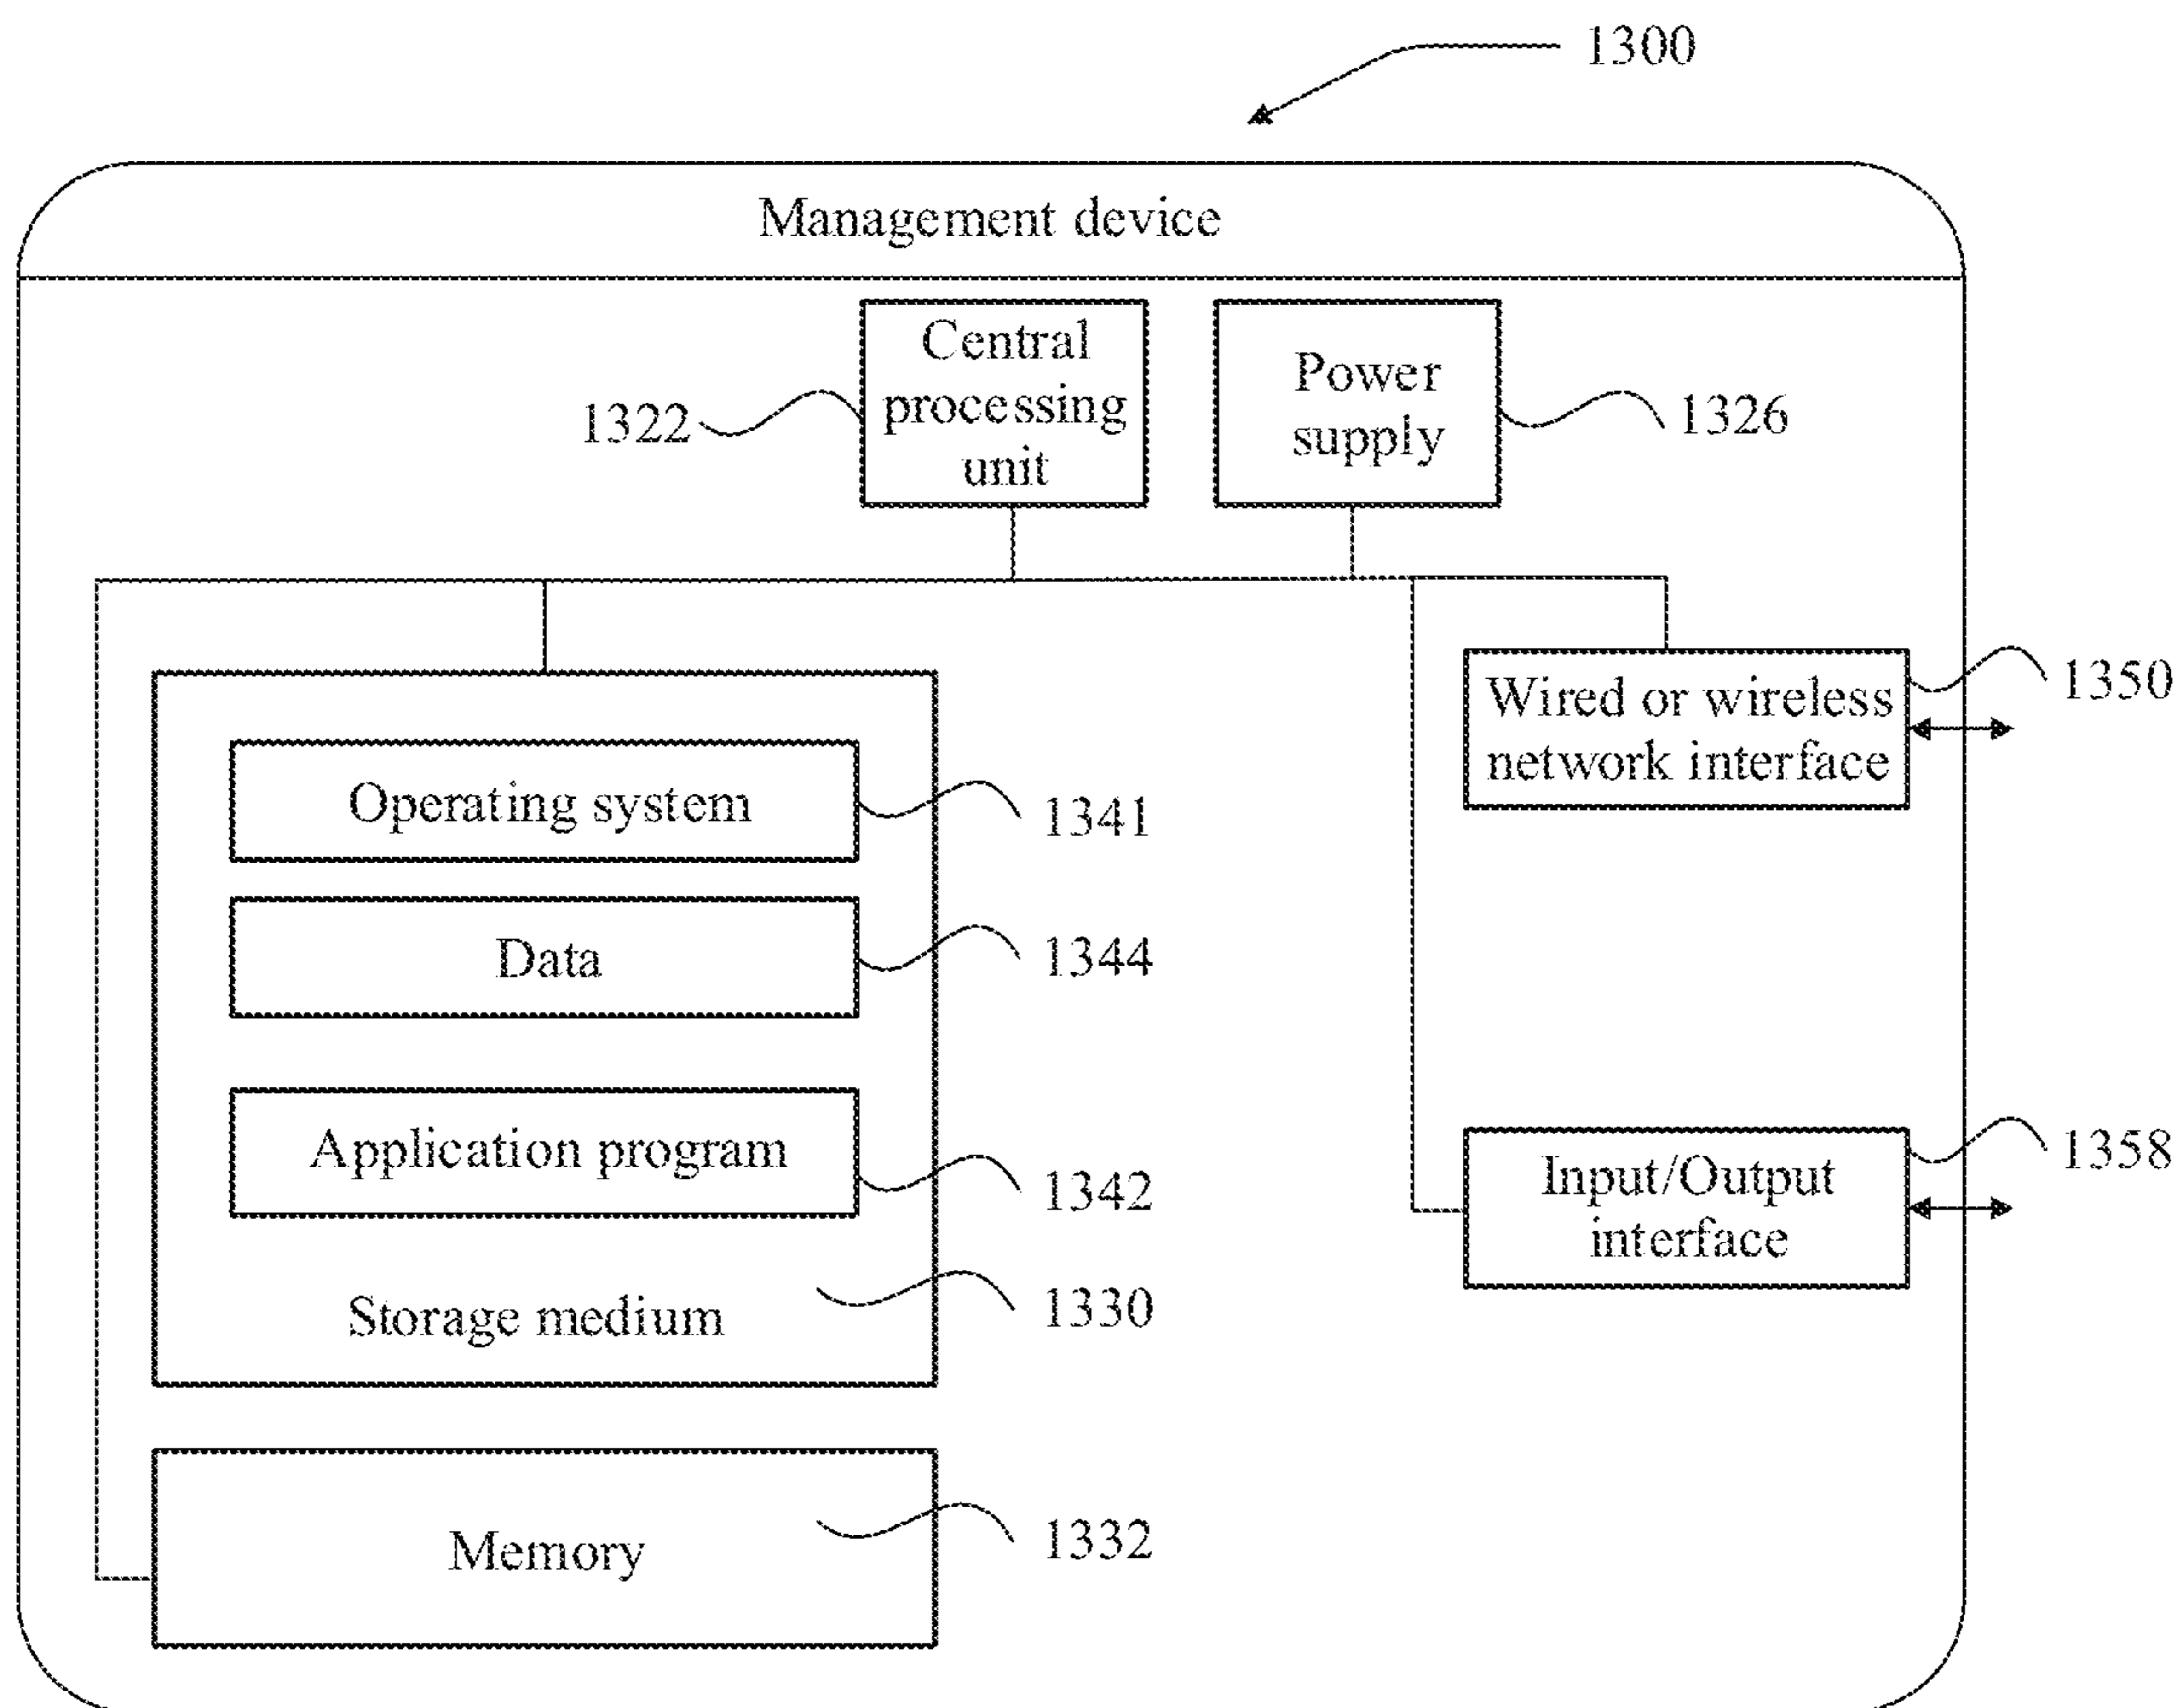 1300
Management device
Central
processing
unit
1322
Power
supply
1326
Wired or wireless
network interface
1350
Operating system
1341
Data
1344
Application program
1342
Storage medium
1330
Input/Output
interface
1358
Memory
1332